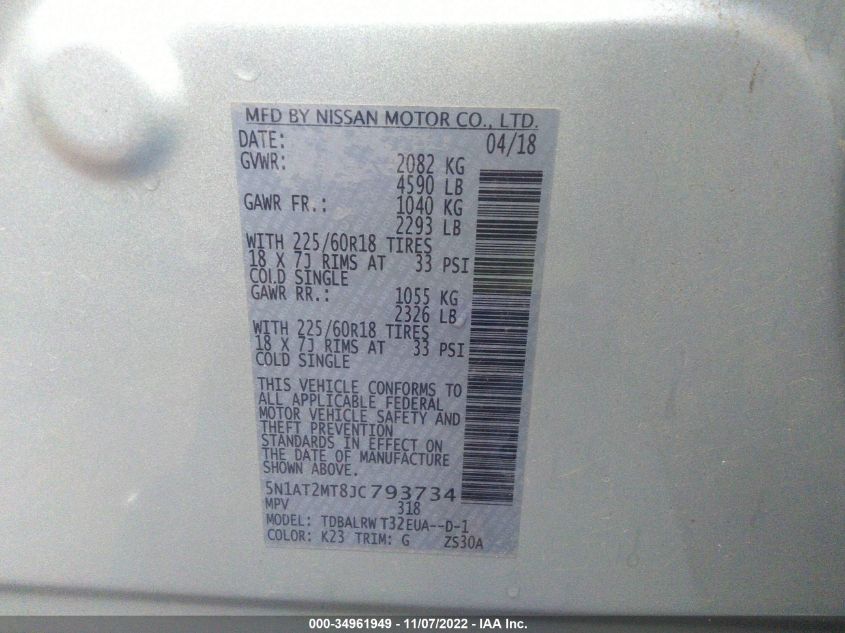 MFD BY NISSAN MOTOR CO., LTD.
DATE: 04/18
GVWR: 2082 KG
4590 LB
GAWR FR.: 1040 KG
2293 LB
WITH 225/60R18 TIRES
18 X 7J RIMS AT 33 PSI
COLD SINGLE
GAWR RR.: 1055 KG
2326 LB
WITH 225/60R18 TIRES
18 X 7J RIMS AT 33 PSI
COLD SINGLE
THIS VEHICLE CONFORMS TO
ALL APPLICABLE FEDERAL
MOTOR VEHICLE SAFETY AND
THEFT PREVENTION
STANDARDS IN EFFECT ON
THE DATE OF MANUFACTURE
SHOWN ABOVE.
5N1AT2MT8JC793734
MPV 318
MODEL: TDBALRW T32EUA--D-1
COLOR: K23 TRIM: G ZS30A
000-34961949 - 11/07/2022 - IAA Inc.